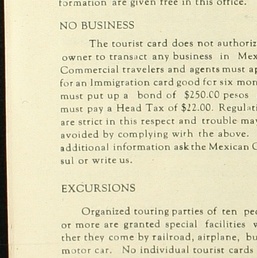 formation are given free in this office.
NO BUSINESS
The tourist card does not authoriz
owner to transact any business in Mex
Commercial travelers and agents must ap
for an Immigration card good for six mon
must put up a bond of $250.00 pesos
must pay a Head Tax of $22.00. Regulati
are strict in this respect and trouble may
avoided by complying with the above.
additional information ask the Mexican C
sul or write us.
EXCURSIONS
Organized touring parties of ten peo
or more are granted special facilities w
ther they come by railroad, airplane, bu
motor car. No individual tourist cards